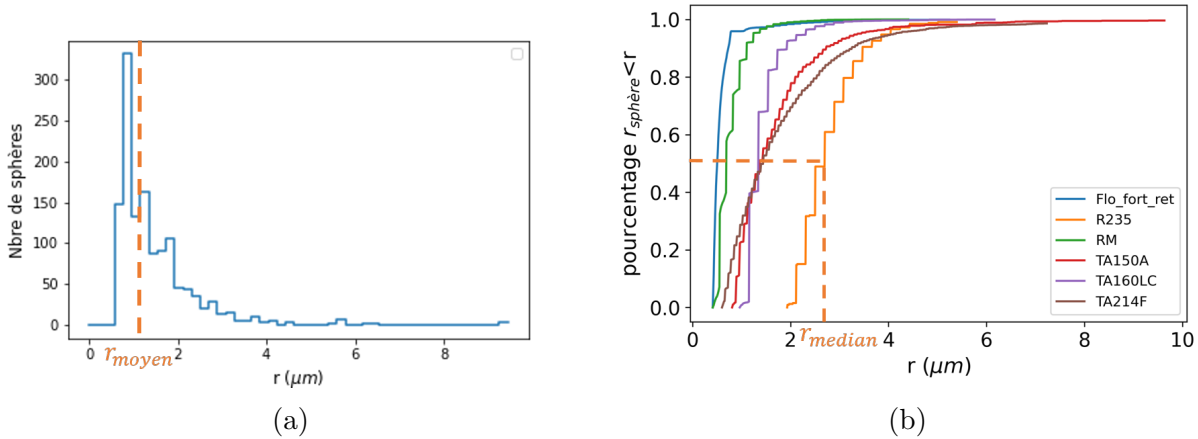 Nbre de sphères
300
250
200
150
100
50
0
0 2 4 6 8
r_moyen
r (μm)
(a)
pourcentage r_sphère<r
1.0
0.8
0.6
0.4
0.2
0.0
Flo_fort_ret
R235
RM
TA150A
TA160LC
TA214F
0 2 4 6 8 10
r_median
r (μm)
(b)